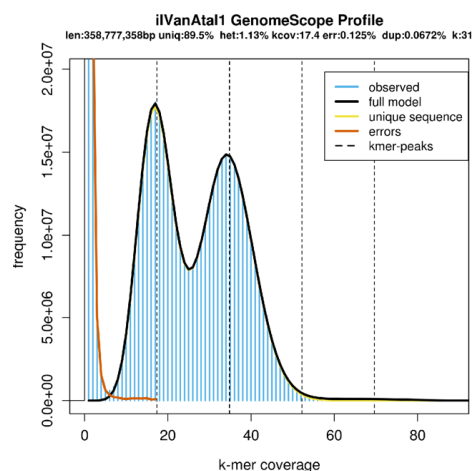 ilVanAtal1 GenomeScope Profile
len:358,777,358bp uniq:89.5% het:1.13% kcov:17.4 err:0.125% dup:0.0672% k:31
2.0e+07
1.5e+07
1.0e+07
5.0e+06
0.0e+00
frequency
observed
full model
unique sequence
errors
kmer-peaks
0 20 40 60 80
k-mer coverage